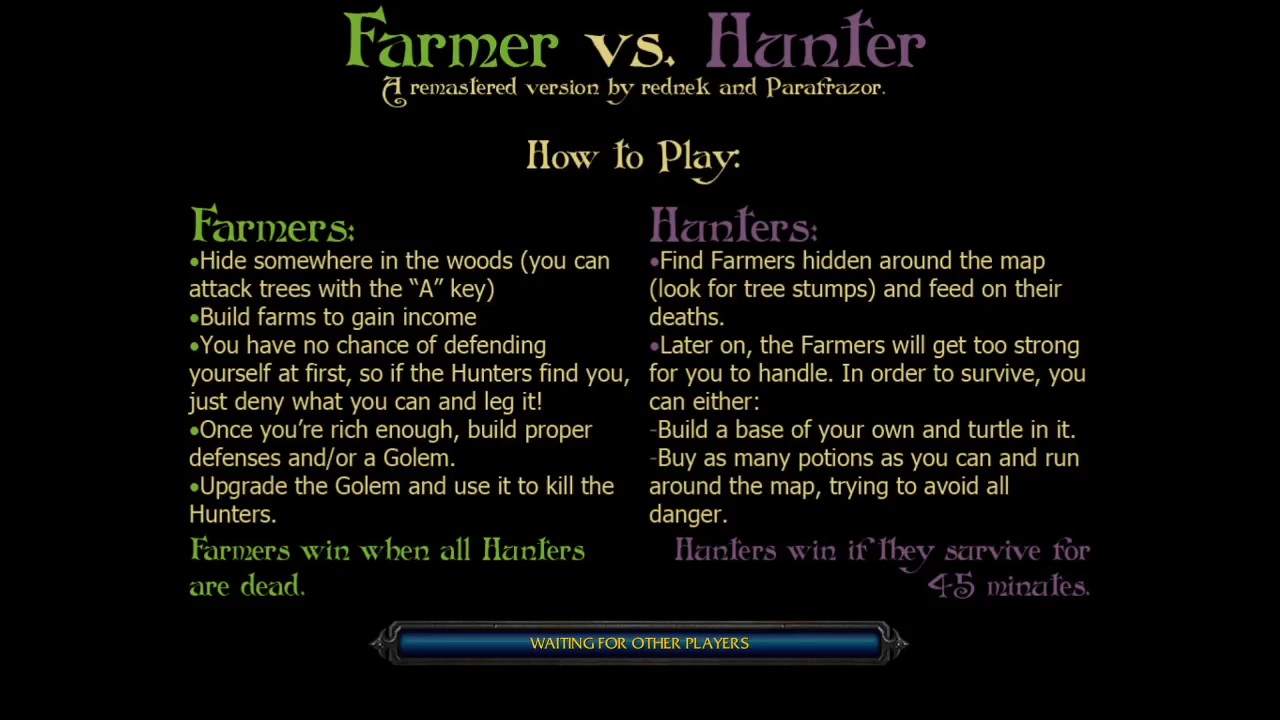 Farmer vs. Hunter
A remastered version by rednek and Parafrazor.
How to Play:
Farmers:
•Hide somewhere in the woods (you can
attack trees with the “A” key)
•Build farms to gain income
•You have no chance of defending
yourself at first, so if the Hunters find you,
just deny what you can and leg it!
•Once you’re rich enough, build proper
defenses and/or a Golem.
•Upgrade the Golem and use it to kill the
Hunters.
Farmers win when all Hunters
are dead.
Hunters:
•Find Farmers hidden around the map
(look for tree stumps) and feed on their
deaths.
•Later on, the Farmers will get too strong
for you to handle. In order to survive, you
can either:
-Build a base of your own and turtle in it.
-Buy as many potions as you can and run
around the map, trying to avoid all
danger.
Hunters win if they survive for
45 minutes.
WAITING FOR OTHER PLAYERS